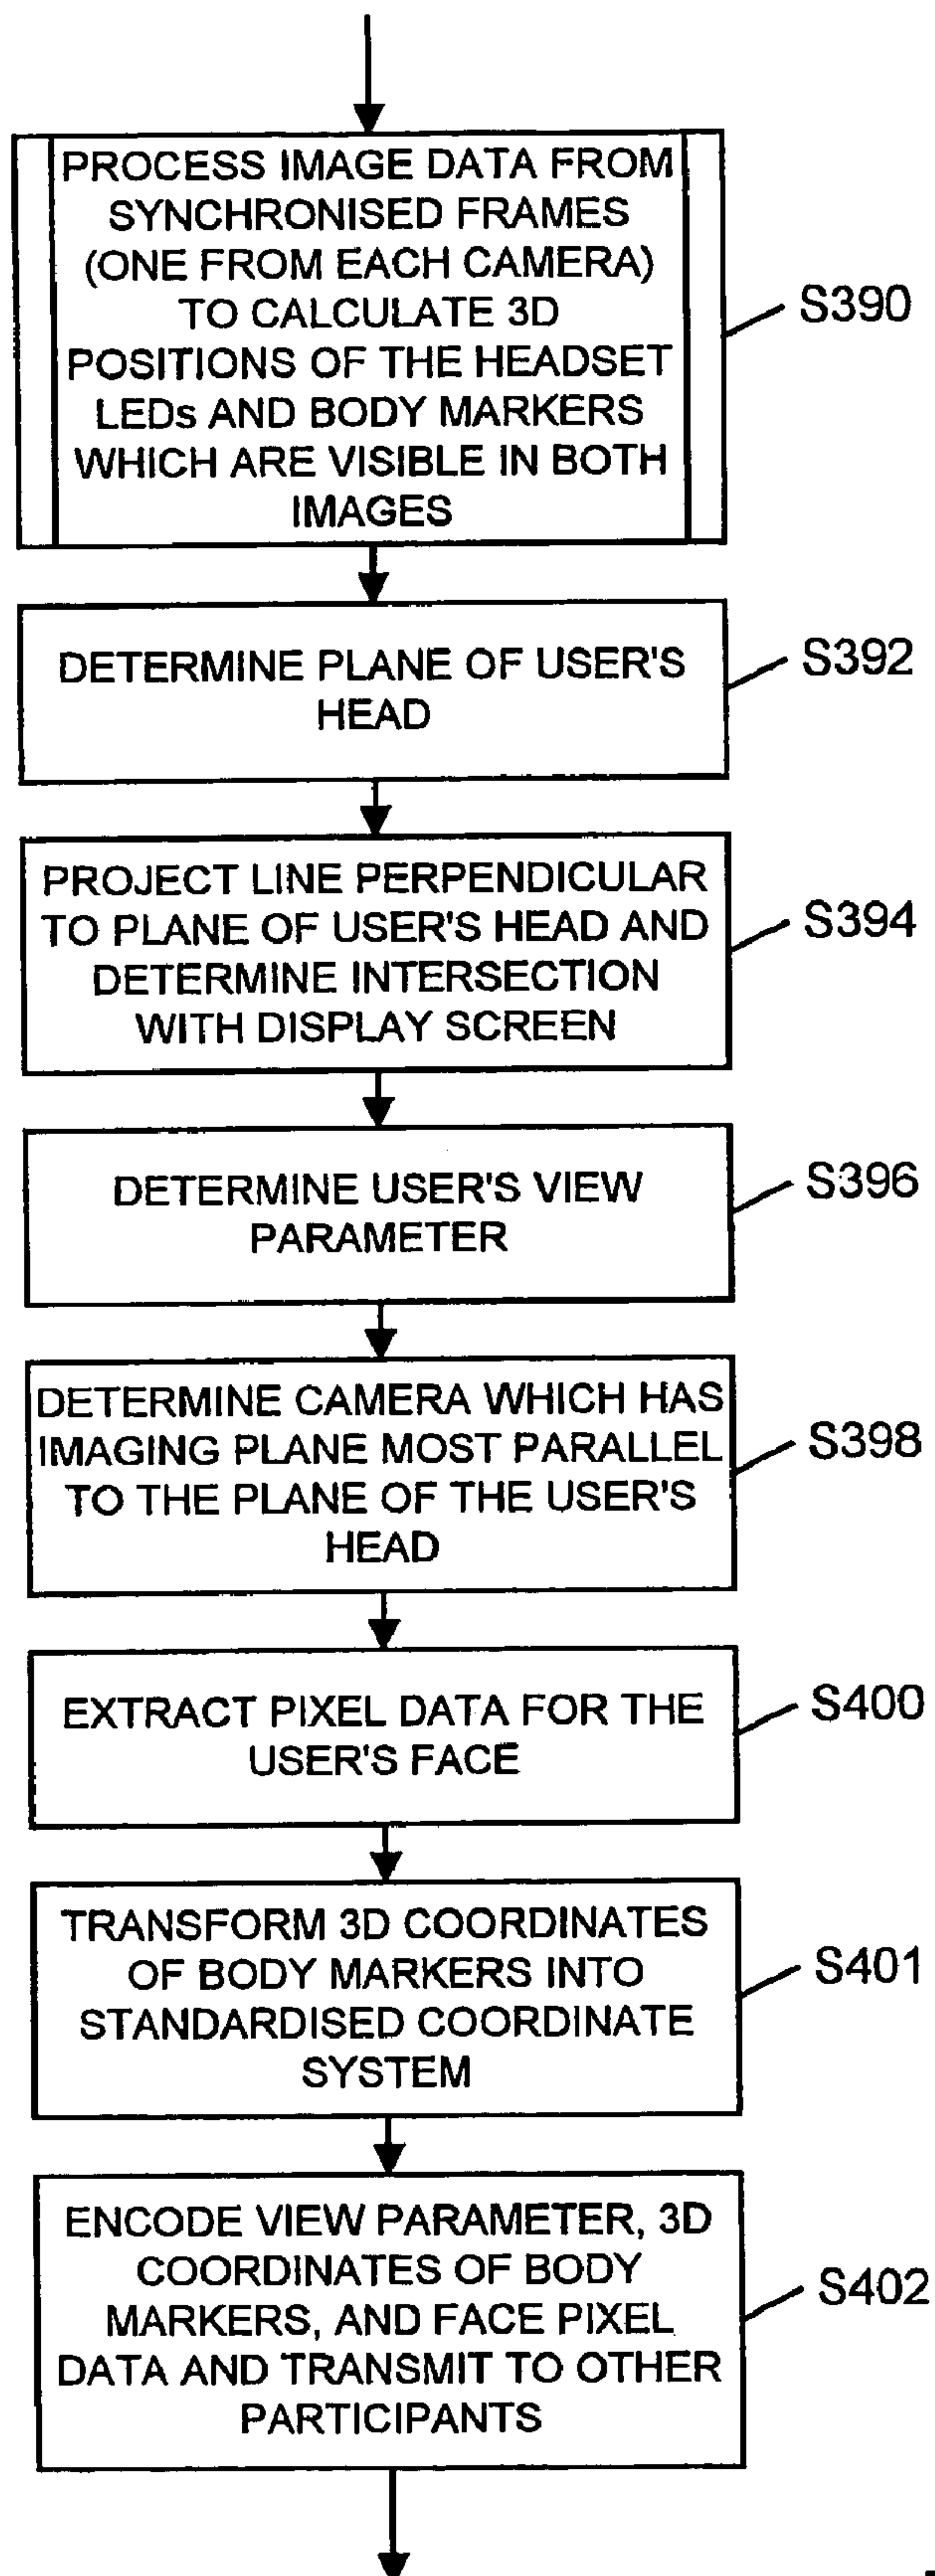 PROCESS IMAGE DATA FROM
SYNCHRONISED FRAMES
(ONE FROM EACH CAMERA)
TO CALCULATE 3D
POSITIONS OF THE HEADSET
LEDs AND BODY MARKERS
WHICH ARE VISIBLE IN BOTH
IMAGES
S390
DETERMINE PLANE OF USER'S
HEAD
S392
PROJECT LINE PERPENDICULAR
TO PLANE OF USER'S HEAD AND
DETERMINE INTERSECTION
WITH DISPLAY SCREEN
S394
DETERMINE USER'S VIEW
PARAMETER
S396
DETERMINE CAMERA WHICH HAS
IMAGING PLANE MOST PARALLEL
TO THE PLANE OF THE USER'S
HEAD
S398
EXTRACT PIXEL DATA FOR THE
USER'S FACE
S400
TRANSFORM 3D COORDINATES
OF BODY MARKERS INTO
STANDARDISED COORDINATE
SYSTEM
S401
ENCODE VIEW PARAMETER, 3D
COORDINATES OF BODY
MARKERS, AND FACE PIXEL
DATA AND TRANSMIT TO OTHER
PARTICIPANTS
S402